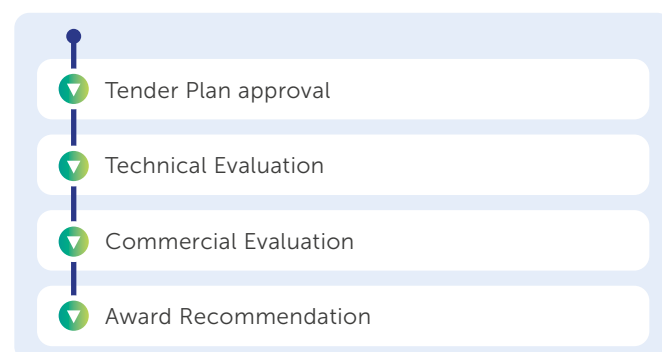 Tender Plan approval
Technical Evaluation
Commercial Evaluation
Award Recommendation